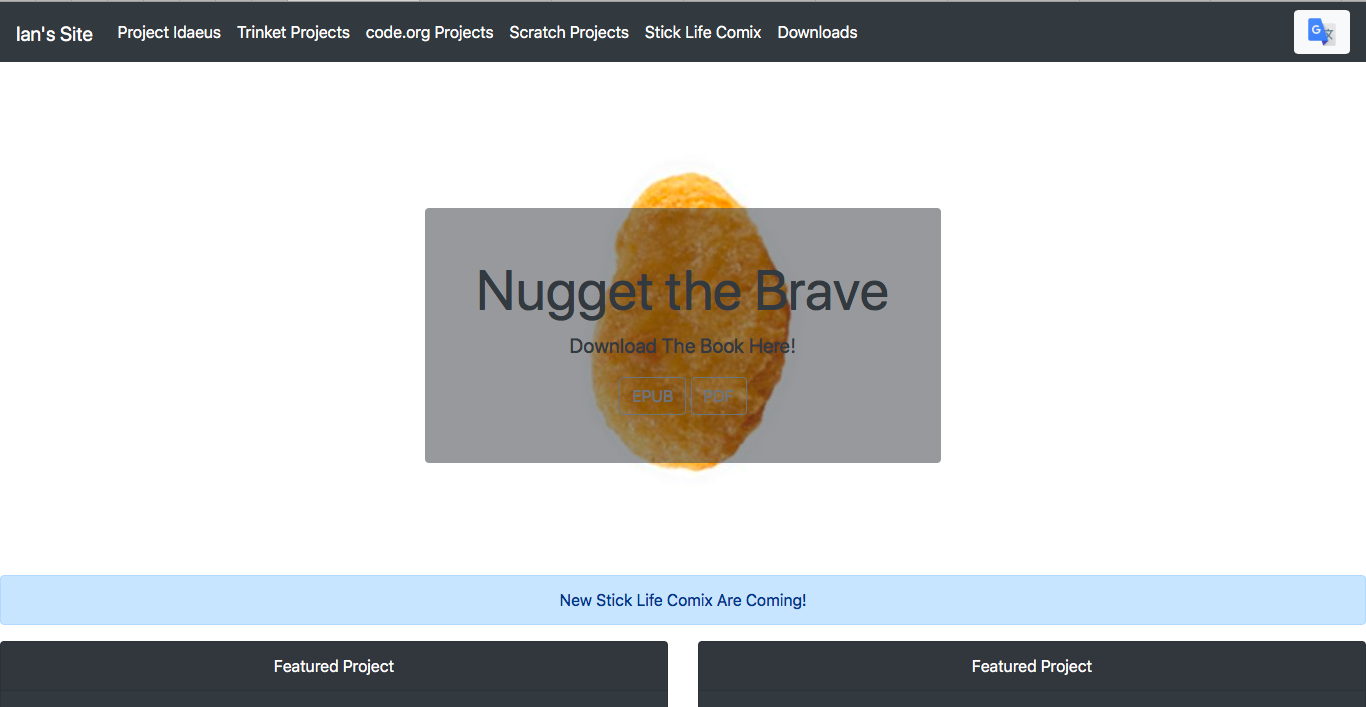 Ian's Site Project Idaeus Trinket Projects code.org Projects Scratch Projects Stick Life Comix Downloads
Nugget the Brave
Download The Book Here!
EPUB PDF
New Stick Life Comix Are Coming!
Featured Project Featured Project